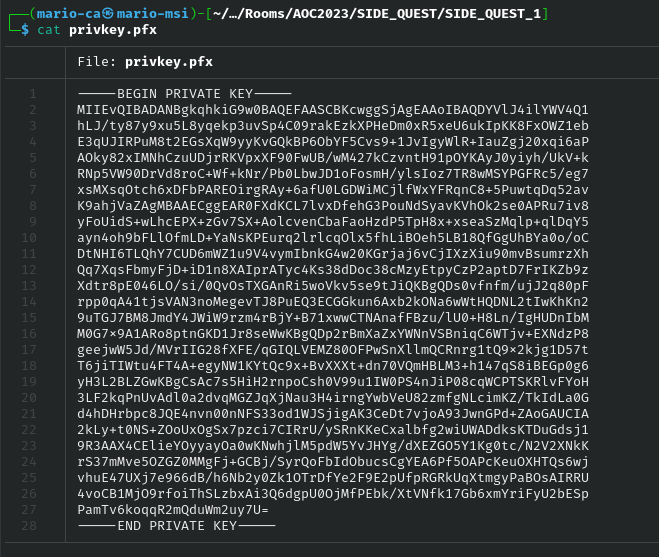 ┌──(mario-ca㉿mario-msi)-[~/…/Rooms/AOC2023/SIDE_QUEST/SIDE_QUEST_1]
└─$ cat privkey.pfx
File: privkey.pfx
1 -----BEGIN PRIVATE KEY-----
2 MIIEvQIBADANBgkqhkiG9w0BAQEFAASCBKcwggSjAgEAAoIBAQDYVlJ4ilYWV4Q1
3 hLJ/ty87y9xu5L8yqekp3uvSp4C09rakEzkXPHeDm0xR5xeU6ukIpKK8FxOWZ1eb
4 E3qUJIRPuM8t2EGsXqW9yyKvGQkBP6ObYF5Cvs9+1JvIgyWlR+IauZgj20xqi6aP
5 AOky82xIMNhCzuUDjrRKVpxXF90FwUB/wM427kCzvntH91pOYKAyJ0yiyh/UkV+k
6 RNp5VW90DrVd8roC+Wf+kNr/Pb0LbwJD1oFosmH/ylsIoz7TR8wMSYPGFRc5/eg7
7 xsMXsqOtch6xDFbPAREOirgRAy+6afU0LGDWiMCjlfWxYFRqnC8+5PuwtqDq52av
8 K9ahjVaZAgMBAAECggEAR0FXdKCL7lvxDfehG3PouNdSyavKVhOk2se0APRu7iv8
9 yFoUidS+wLhcEPX+zGv7SX+AolcvenCbaFaoHzdP5TpH8x+xseaSzMqlp+qlDqY5
10 ayn4oh9bFLlOfmLD+YaNsKPEurq2lrlcqOlx5fhLiBOeh5LB18QfGgUhBYa0o/oC
11 DtNHI6TLQhY7CUD6mWZ1u9V4vymIbnkG4w20KGrjaj6vCjIXzXiu90mvBsumrzXh
12 Qq7XqsFbmyFjD+iD1n8XAIprATyc4Ks38dDoc38cMzyEtpyCzP2aptD7FrIKZb9z
13 Xdtr8pE046LO/si/0QvOsTXGAnRi5woVkv5se9tJiQKBgQDs0vfnfm/ujJ2q80pF
14 rpp0qA41tjsVAN3noMegevTJ8PuEQ3ECGGkun6Axb2kONa6wWtHQDNL2tIwKhKn2
15 9uTGJ7BM8JmdY4JWiW9rzm4rBjY+B71xwwCTNAnafFBzu/lU0+H8Ln/IgHUDnIbM
16 M0G7x9A1ARo8ptnGKD1Jr8seWwKBgQDp2rBmXaZxYWNnVSBniqC6WTjv+EXNdzP8
17 geejwW5Jd/MVrIIG28fXFE/qGIQLVEMZ80OFPwSnXllmQCRnrg1tQ9x2kjg1D57t
18 T6jiTIWtu4FT4A+egyNW1KYtQc9x+BvXXXt+dn70VQmHBLM3+h147qS8iBEGp0g6
19 yH3L2BLZGwKBgCsAc7s5HiH2rnpoCsh0V99u1IW0PS4nJiP08cqWCPTSKRlvFYoH
20 3LF2kqPnUvAdl0a2dvqMGZJqXjNau3H4irngYwbVeU82zmfgNLcimKZ/TkIdLa0G
21 d4hDHrbpc8JQE4nvn00nNFS33od1WJSjigAK3CeDt7vjoA93JwnGPd+ZAoGAUCIA
22 2kLy+t0NS+ZOoUxOgSx7pzci7CIRrU/ySRnKKeCxalbfg2wiUWADdksKTDuGdsj1
23 9R3AAX4CElieYOyyayOa0wKNwhjlM5pdW5YvJHYg/dXEZGO5Y1Kg0tc/N2V2XNkK
24 rS37mMve5OZGZ0MMgFj+GCBj/SyrQoFbIdObucsCgYEA6Pf5OAPcKeuOXHTQs6wj
25 vhuE47UXj7e966dB/h6Nb2y0Zk1OTrDfYe2F9E2pUfpRGRkUqXtmgyPaBOsAIRRU
26 4voCB1MjO9rfoiThSLzbxAi3Q6dgpU0OjMfPEbk/XtVNfk17Gb6xmYriFyU2bESp
27 PamTv6koqqR2mQduWm2uy7U=
28 -----END PRIVATE KEY-----